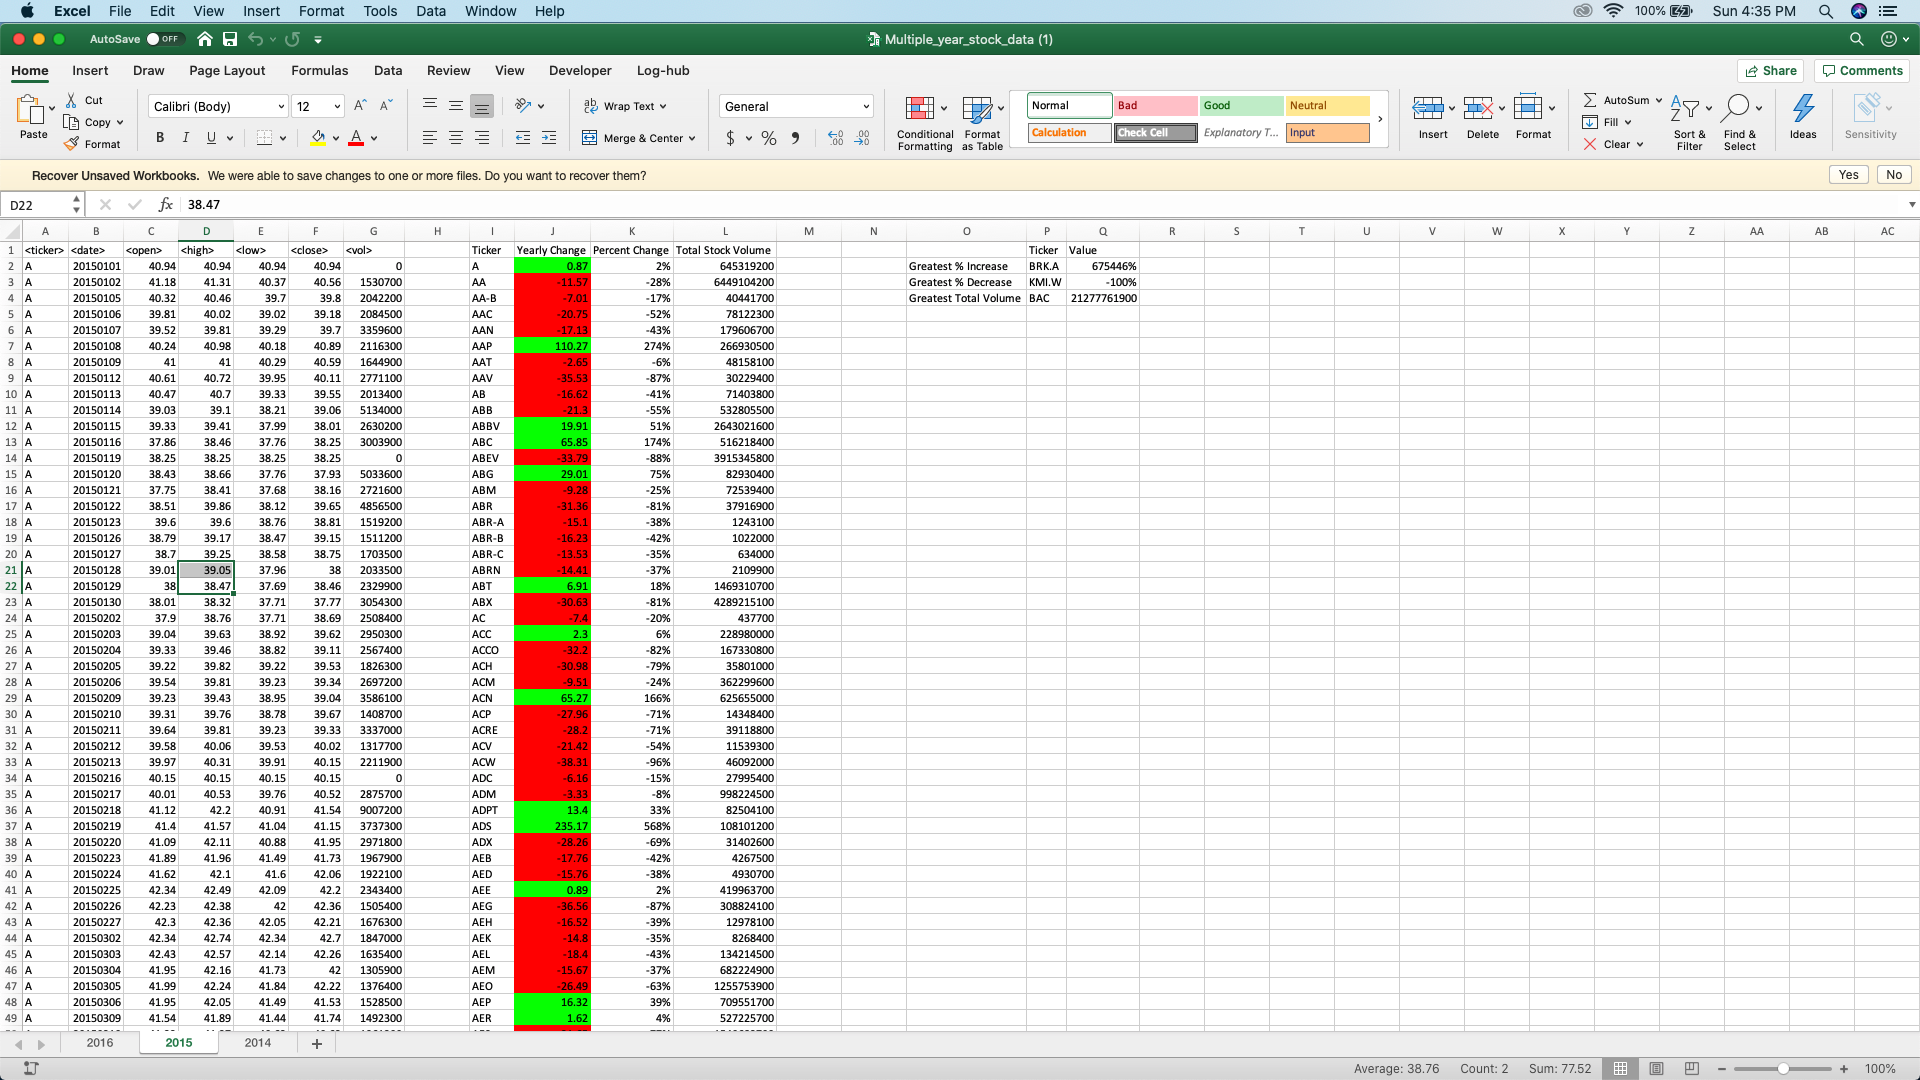 Excel File Edit View Insert Format Tools Data Window Help 100% Sun 4:35 PM
AutoSave OFF Multiple_year_stock_data (1)
Home Insert Draw Page Layout Formulas Data Review View Developer Log-hub Share Comments
Paste Cut Copy Format
Calibri (Body) 12 A^ A˅
B I U A
ab Wrap Text
Merge & Center
General
$ % 9 .00 .00
Conditional Formatting Format as Table
Normal Bad Good Neutral
Calculation Check Cell Explanatory T... Input
Insert Delete Format
AutoSum Fill Clear
Sort & Filter Find & Select Ideas Sensitivity
Recover Unsaved Workbooks. We were able to save changes to one or more files. Do you want to recover them? Yes No
D22 fx 38.47
A B C D E F G H I J K L M N O P Q R S T U V W X Y Z AA AB AC
1 <ticker> <date> <open> <high> <low> <close> <vol> Ticker Yearly Change Percent Change Total Stock Volume Ticker Value
2 A 20150101 40.94 40.94 40.94 40.94 0 A 0.87 2% 645319200 Greatest % Increase BRK.A 675446%
3 A 20150102 41.18 41.31 40.37 40.56 1530700 AA -11.57 -28% 6449104200 Greatest % Decrease KMI.W -100%
4 A 20150105 40.32 40.46 39.7 39.8 2042200 AA-B -7.01 -17% 40441700 Greatest Total Volume BAC 21277761900
5 A 20150106 39.81 40.02 39.02 39.18 2084500 AAC -20.75 -52% 78122300
6 A 20150107 39.52 39.81 39.29 39.7 3359600 AAN -17.13 -43% 179606700
7 A 20150108 40.24 40.98 40.18 40.89 2116300 AAP 110.27 274% 266930500
8 A 20150109 41 41 40.29 40.59 1644900 AAT -2.65 -6% 48158100
9 A 20150112 40.61 40.72 39.95 40.11 2771100 AAV -35.53 -87% 30229400
10 A 20150113 40.47 40.7 39.33 39.55 2013400 AB -16.62 -41% 71403800
11 A 20150114 39.03 39.1 38.21 39.06 5134000 ABB -21.3 -55% 532805500
12 A 20150115 39.33 39.41 37.99 38.01 2630200 ABBV 19.91 51% 2643021600
13 A 20150116 37.86 38.46 37.76 38.25 3003900 ABC 65.85 174% 516218400
14 A 20150119 38.25 38.25 38.25 38.25 0 ABEV -33.79 -88% 3915345800
15 A 20150120 38.43 38.66 37.76 37.93 5033600 ABG 29.01 75% 82930400
16 A 20150121 37.75 38.41 37.68 38.16 2721600 ABM -9.28 -25% 72539400
17 A 20150122 38.51 39.86 38.12 39.65 4856500 ABR -31.36 -81% 37916900
18 A 20150123 39.6 39.6 38.76 38.81 1519200 ABR-A -15.1 -38% 1243100
19 A 20150126 38.79 39.17 38.47 39.15 1511200 ABR-B -16.23 -42% 1022000
20 A 20150127 38.7 39.25 38.58 38.75 1703500 ABR-C -13.53 -35% 634000
21 A 20150128 39.01 39.05 37.96 38 2033500 ABRN -14.41 -37% 2109900
22 A 20150129 38 38.47 37.69 38.46 2329900 ABT 6.91 18% 1469310700
23 A 20150130 38.01 38.32 37.71 37.77 3054300 ABX -30.63 -81% 4289215100
24 A 20150202 37.9 38.76 37.71 38.69 2508400 AC -7.4 -20% 437700
25 A 20150203 39.04 39.63 38.92 39.62 2950300 ACC 2.3 6% 228980000
26 A 20150204 39.33 39.46 38.82 39.11 2567400 ACCO -32.2 -82% 167330800
27 A 20150205 39.22 39.82 39.22 39.53 1826300 ACH -30.98 -79% 35801000
28 A 20150206 39.54 39.81 39.23 39.34 2697200 ACM -9.51 -24% 362299600
29 A 20150209 39.23 39.43 38.95 39.04 3586100 ACN 65.27 166% 625655000
30 A 20150210 39.31 39.76 38.78 39.67 1408700 ACP -27.96 -71% 14348400
31 A 20150211 39.64 39.81 39.23 39.33 3337000 ACRE -28.2 -71% 39118800
32 A 20150212 39.58 40.06 39.53 40.02 1317700 ACV -21.42 -54% 11539300
33 A 20150213 39.97 40.31 39.91 40.15 2211900 ACW -38.31 -96% 46092000
34 A 20150216 40.15 40.15 40.15 40.15 0 ADC -6.16 -15% 27995400
35 A 20150217 40.01 40.53 39.76 40.52 2875700 ADM -3.33 -8% 998224500
36 A 20150218 41.12 42.2 40.91 41.54 9007200 ADPT 13.4 33% 82504100
37 A 20150219 41.4 41.57 41.04 41.15 3737300 ADS 235.17 568% 108101200
38 A 20150220 41.09 42.11 40.88 41.95 2971800 ADX -28.26 -69% 31402600
39 A 20150223 41.89 41.96 41.49 41.73 1967900 AEB -17.76 -42% 4267500
40 A 20150224 41.62 42.1 41.6 42.06 1922100 AED -15.76 -38% 4930700
41 A 20150225 42.34 42.49 42.09 42.2 2343400 AEE 0.89 2% 419963700
42 A 20150226 42.23 42.38 42 42.36 1505400 AEG -36.56 -87% 308824100
43 A 20150227 42.3 42.36 42.05 42.21 1676300 AEH -16.52 -39% 12978100
44 A 20150302 42.34 42.74 42.34 42.7 1847000 AEK -14.8 -35% 8268400
45 A 20150303 42.43 42.57 42.14 42.26 1635400 AEL -18.4 -43% 134214500
46 A 20150304 41.95 42.16 41.73 42 1305900 AEM -15.67 -37% 682224900
47 A 20150305 41.99 42.24 41.84 42.22 1376400 AEO -26.49 -63% 1255753900
48 A 20150306 41.95 42.05 41.49 41.53 1528500 AEP 16.32 39% 709551700
49 A 20150309 41.54 41.89 41.44 41.74 1492300 AER 1.62 4% 527225700
2016 2015 2014 +
Average: 38.76 Count: 2 Sum: 77.52 100%